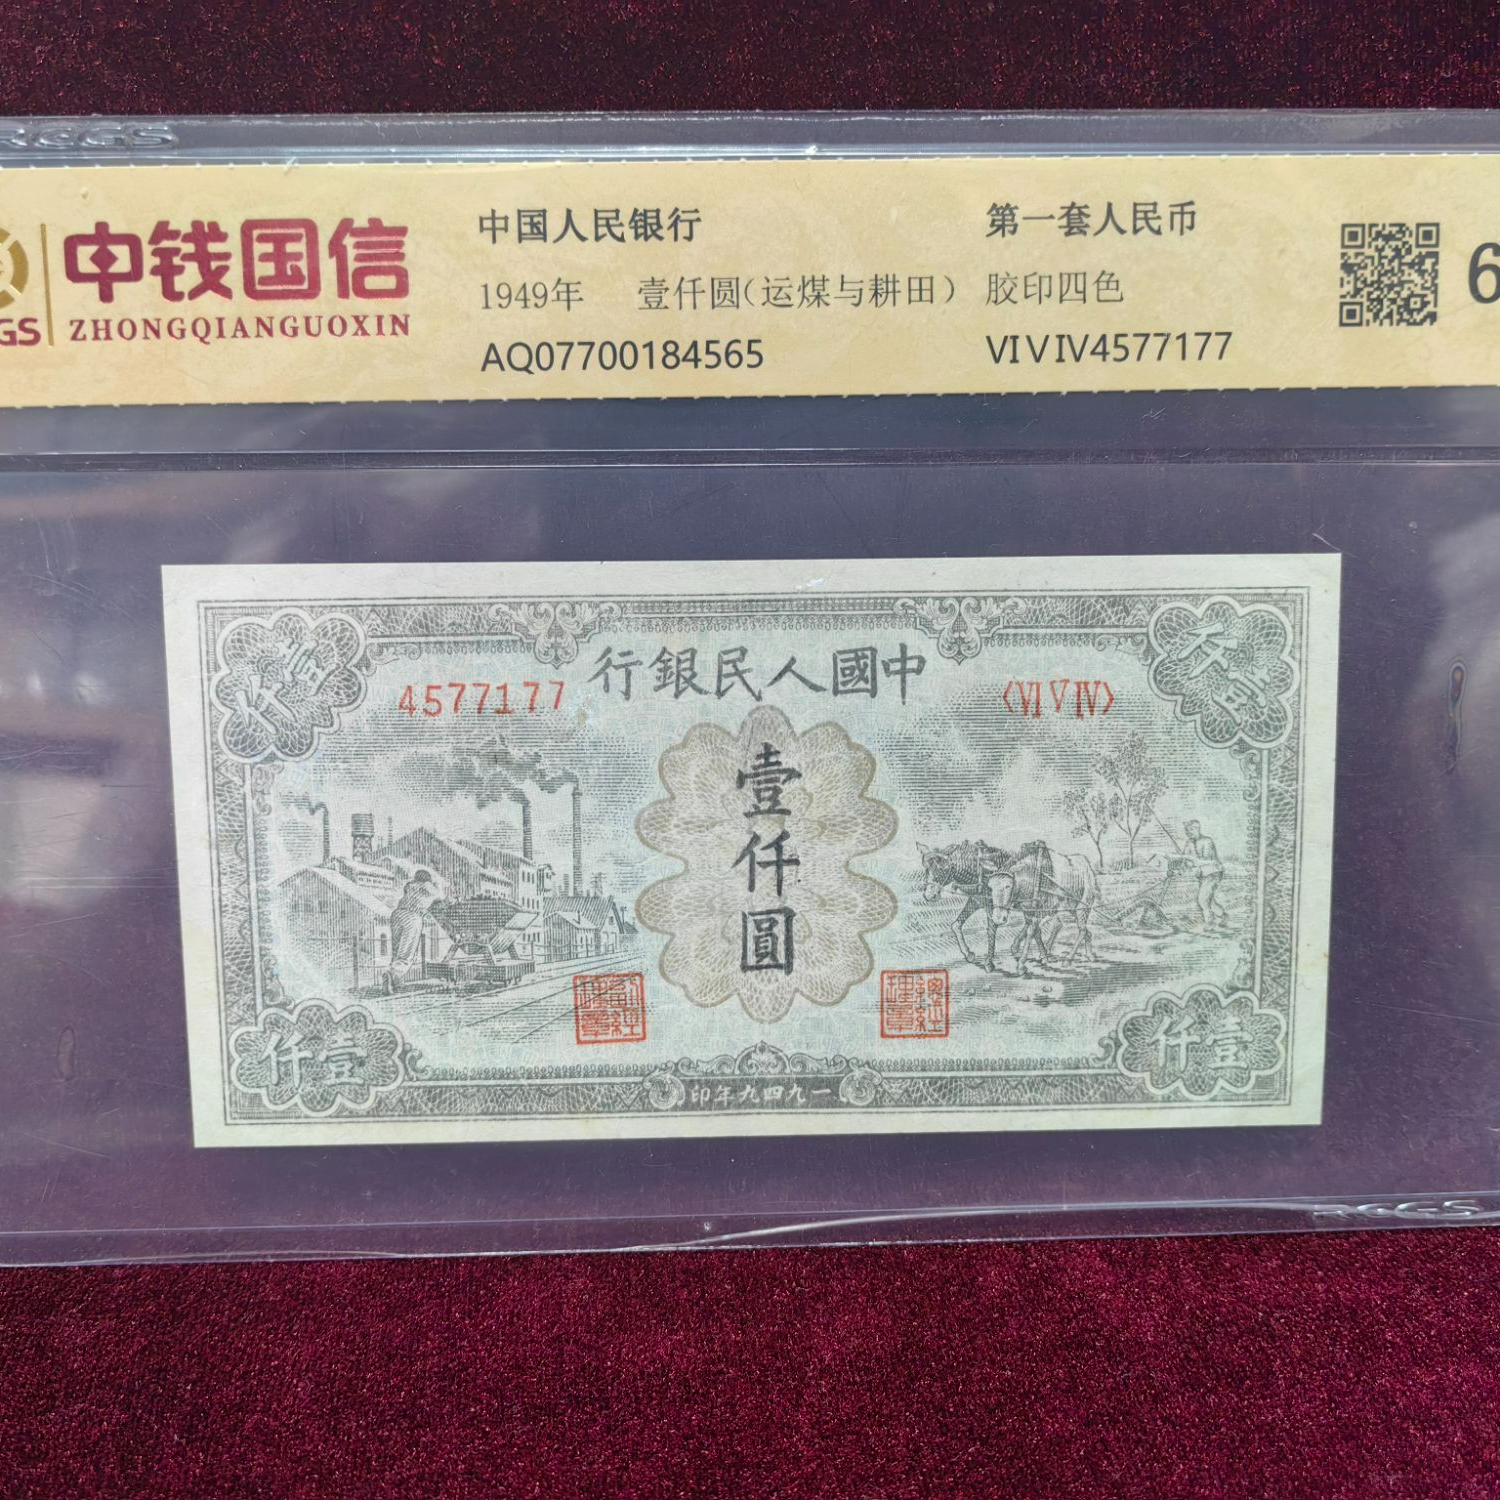 RGGS
中钱国信
GS ZHONGQIANGUOXIN
中国人民银行 第一套人民币
1949年 壹仟圆(运煤与耕田) 胶印四色
AQ07700184565 VIVIV4577177
6
行銀民人國中
4577177 〈VI V IV〉
壹仟
壹仟圓
仟壹
仟壹
印年九四九一
RGGS